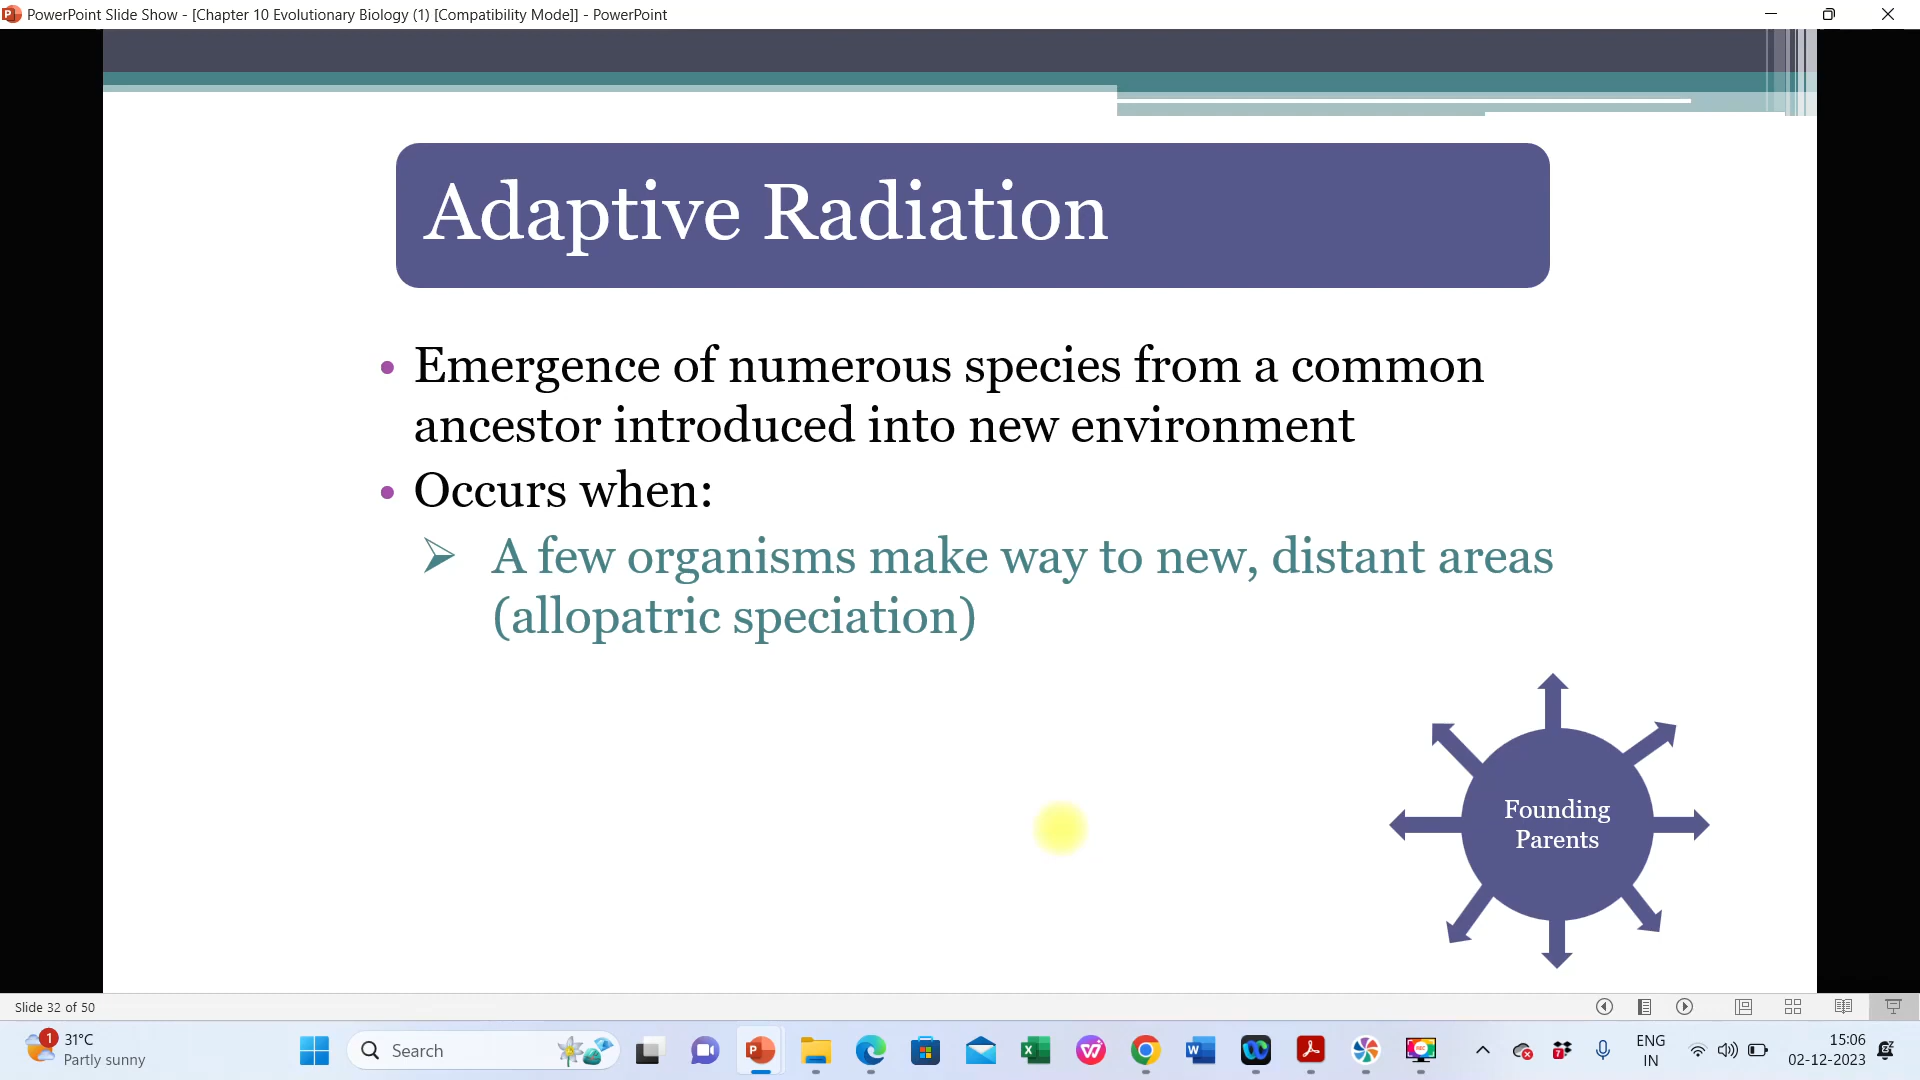 PowerPoint Slide Show - [Chapter 10 Evolutionary Biology (1) [Compatibility Mode]] - PowerPoint
Adaptive Radiation
• Emergence of numerous species from a common
ancestor introduced into new environment
• Occurs when:
➢ A few organisms make way to new, distant areas
(allopatric speciation)
Founding
Parents
Slide 32 of 50
1
31°C
Partly sunny
Search
7
ENG
IN
15:06
02-12-2023